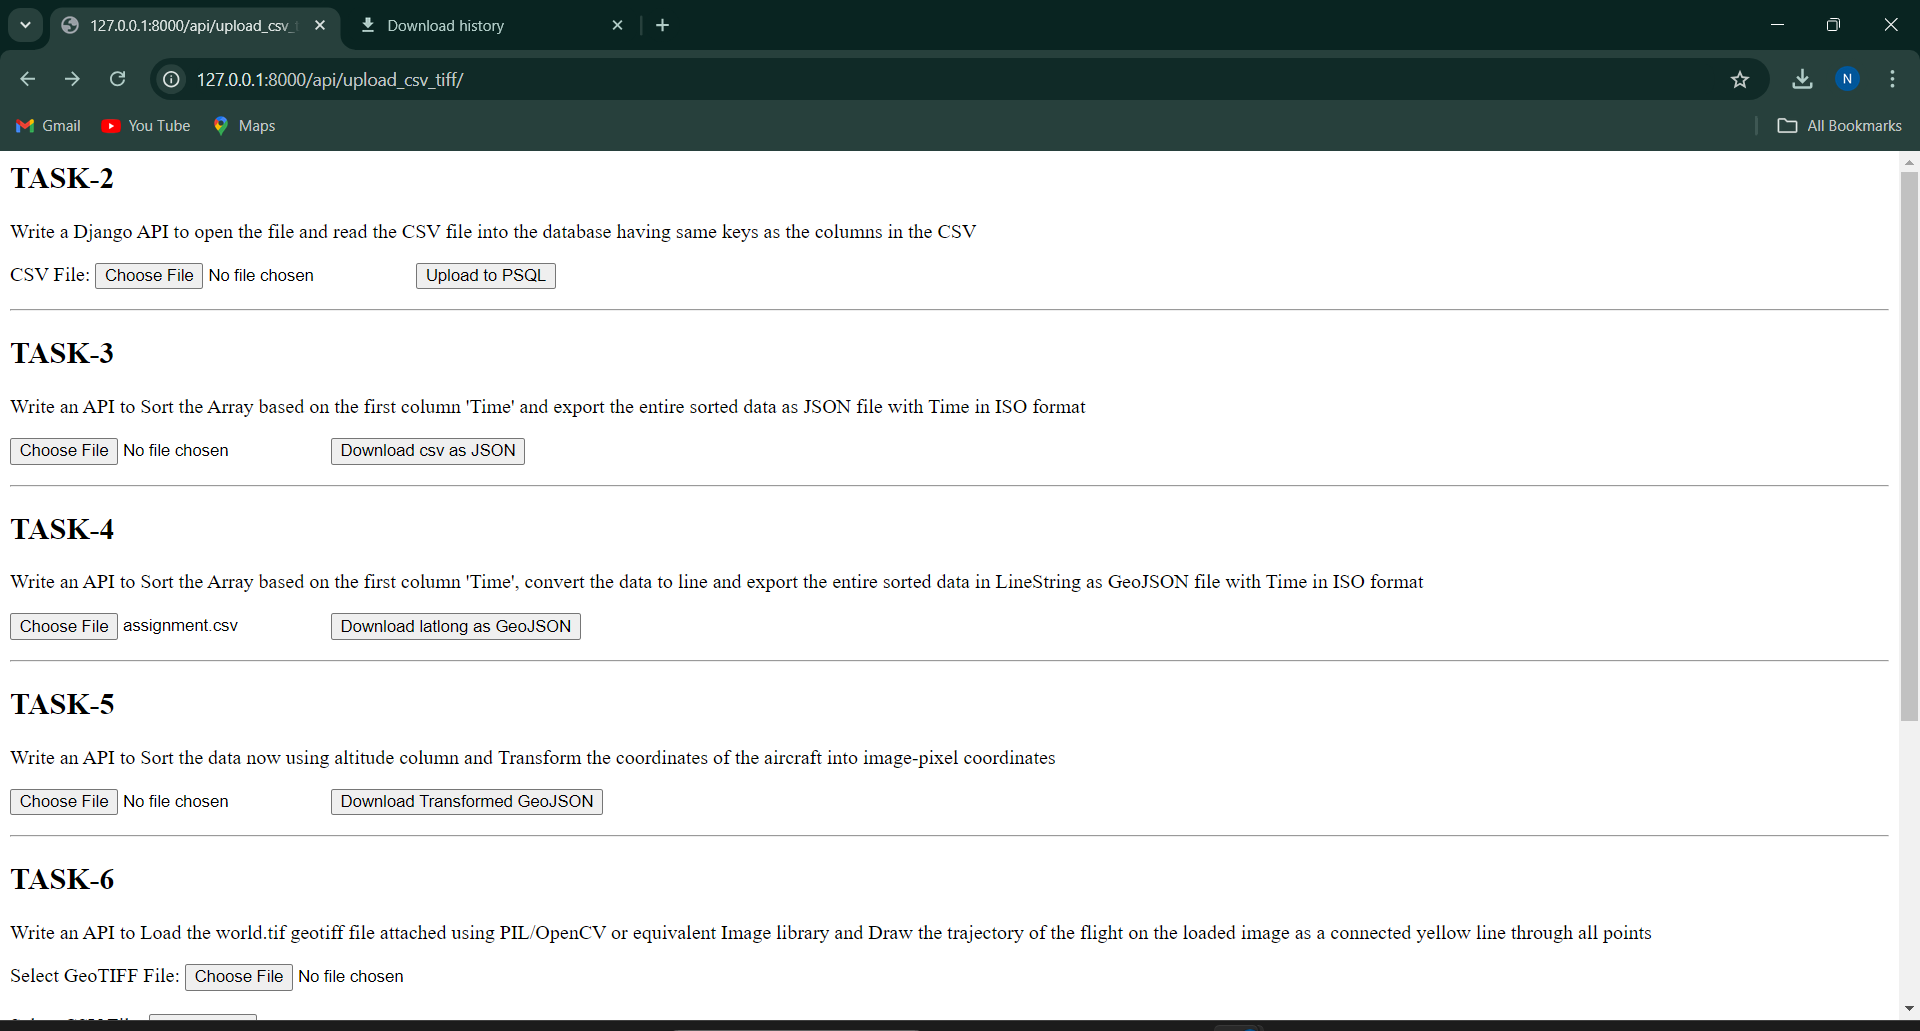 127.0.0.1:8000/api/upload_csv_
Download history
127.0.0.1:8000/api/upload_csv_tiff/
N
Gmail
You Tube
Maps
All Bookmarks
TASK-2
Write a Django API to open the file and read the CSV file into the database having same keys as the columns in the CSV
CSV File: Choose File No file chosen Upload to PSQL
TASK-3
Write an API to Sort the Array based on the first column 'Time' and export the entire sorted data as JSON file with Time in ISO format
Choose File No file chosen Download csv as JSON
TASK-4
Write an API to Sort the Array based on the first column 'Time', convert the data to line and export the entire sorted data in LineString as GeoJSON file with Time in ISO format
Choose File assignment.csv Download latlong as GeoJSON
TASK-5
Write an API to Sort the data now using altitude column and Transform the coordinates of the aircraft into image-pixel coordinates
Choose File No file chosen Download Transformed GeoJSON
TASK-6
Write an API to Load the world.tif geotiff file attached using PIL/OpenCV or equivalent Image library and Draw the trajectory of the flight on the loaded image as a connected yellow line through all points
Select GeoTIFF File: Choose File No file chosen